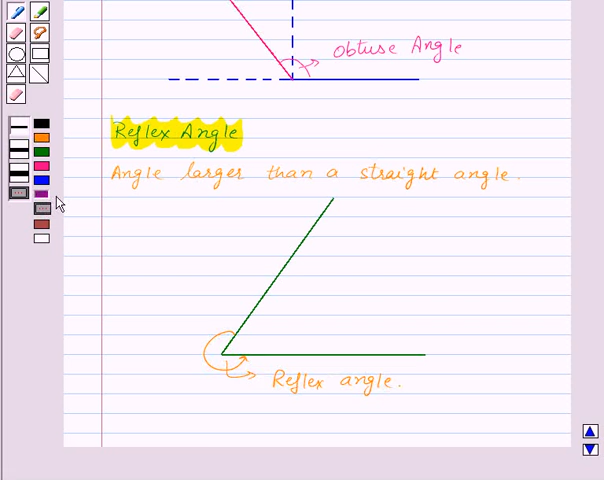 Obtuse Angle
Reflex Angle
Angle larger than a straight angle.
Reflex angle.